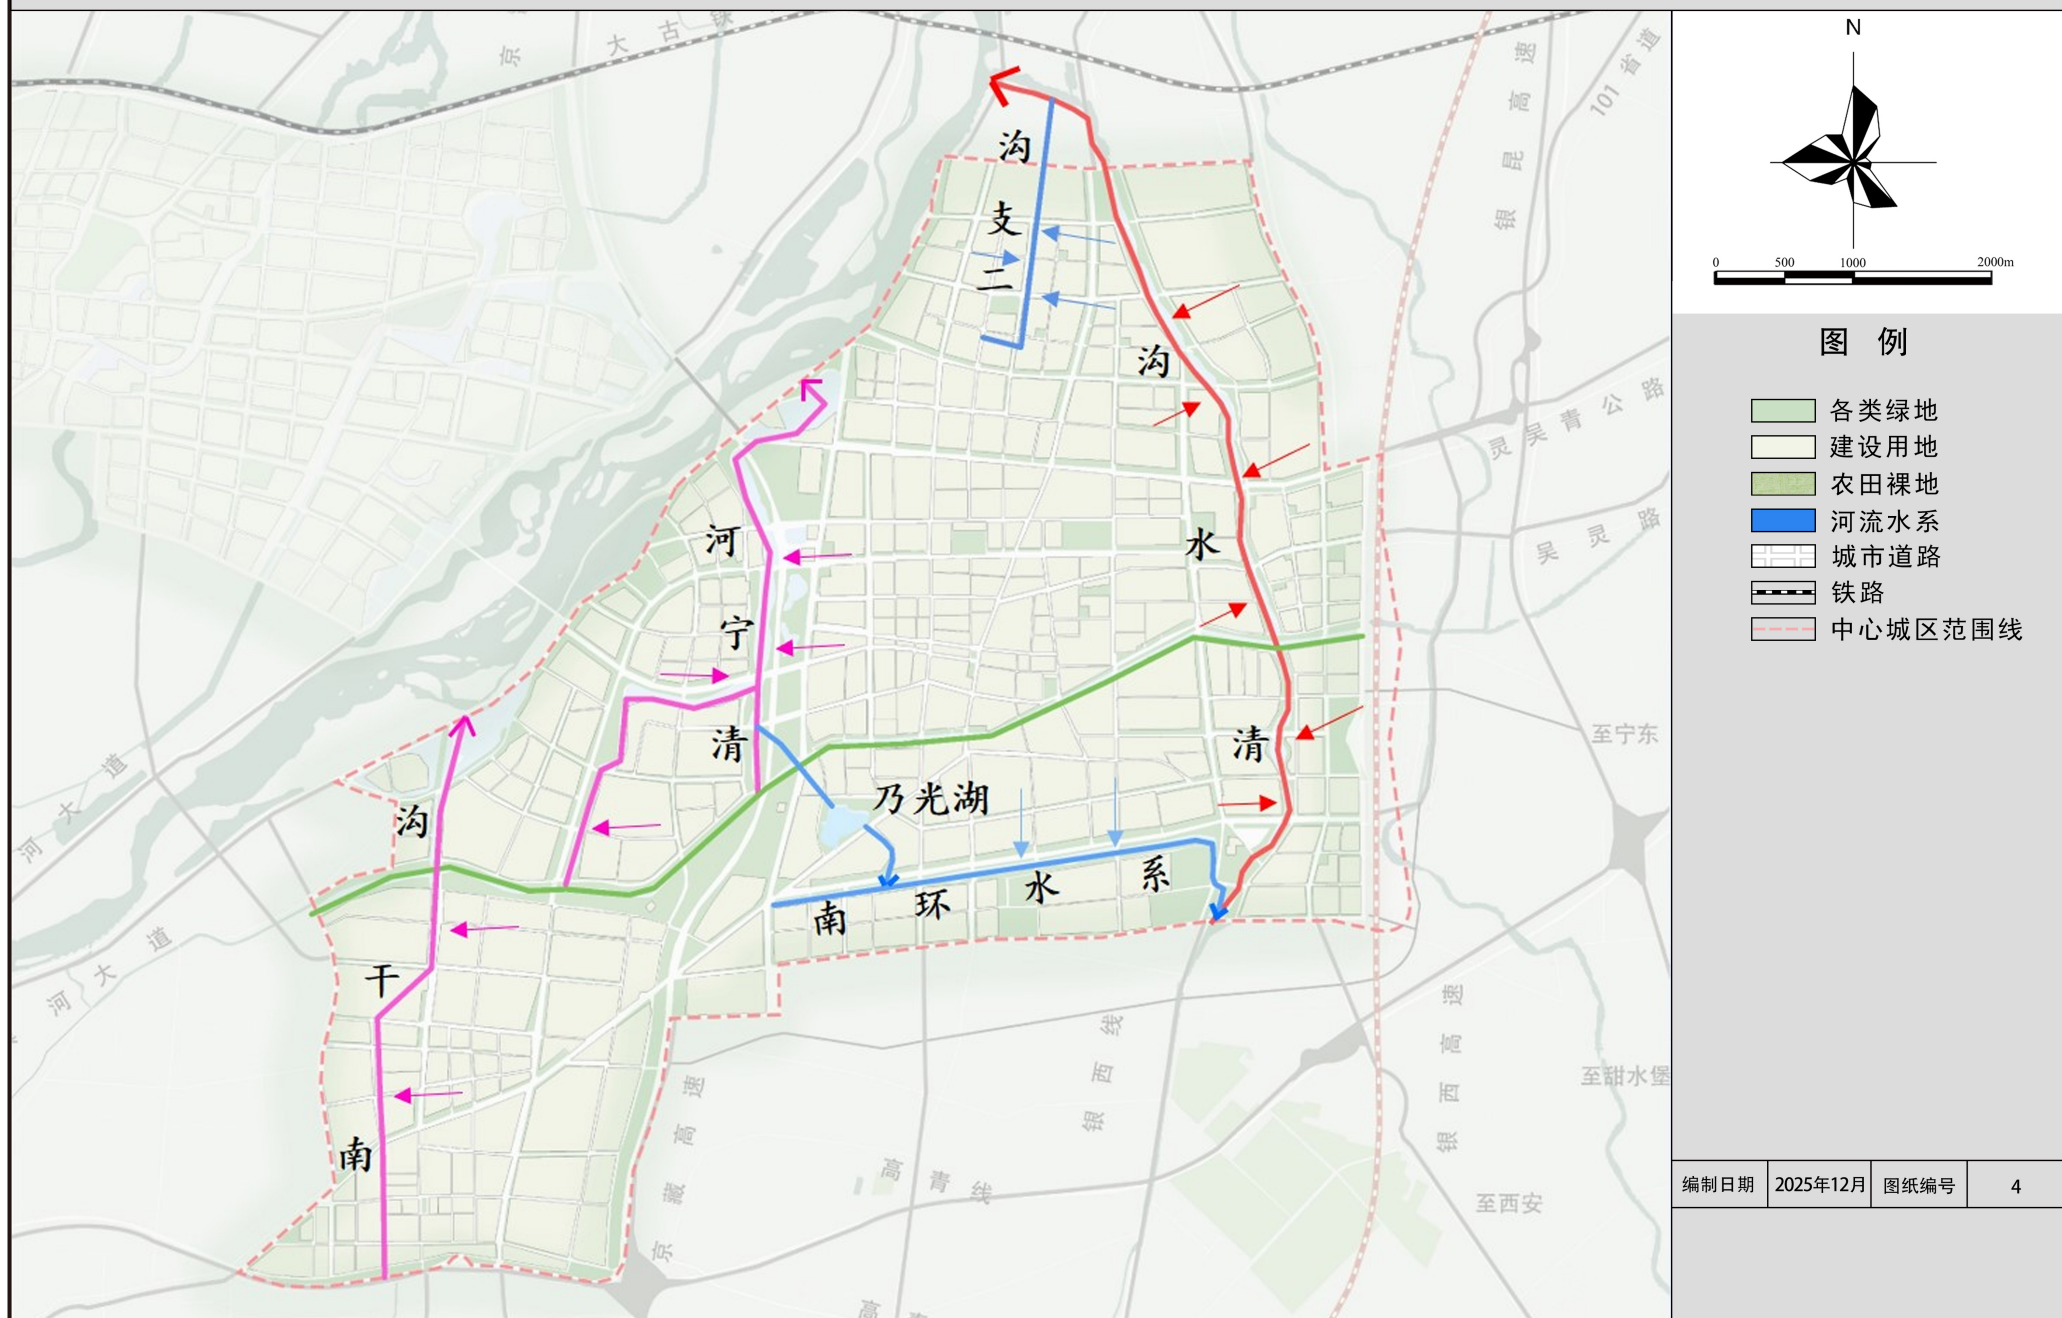 京
大古铁
银昆高速
101省道
沟
支
二
沟
灵吴青公路
河
水
吴灵路
宁
清
清
至宁东
乃光湖
河大道
沟
南环水系
河大道
干
银西线
银西高速
至甜水堡
京藏高速
南
高青线
至西安
高青
N
0 500 1000 2000m
图 例
各类绿地
建设用地
农田裸地
河流水系
城市道路
铁路
中心城区范围线
编制日期 2025年12月 图纸编号 4